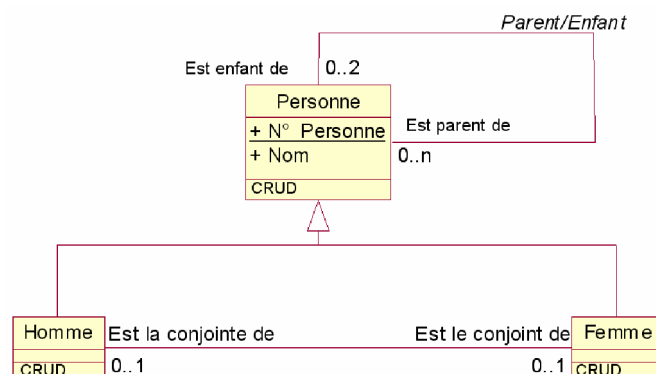 Parent/Enfant
Est enfant de 0..2
Personne
+ N° Personne
Est parent de
+ Nom
0..n
CRUD
Homme
Est la conjointe de
Est le conjoint de
Femme
CRUD
0..1
0..1
CRUD